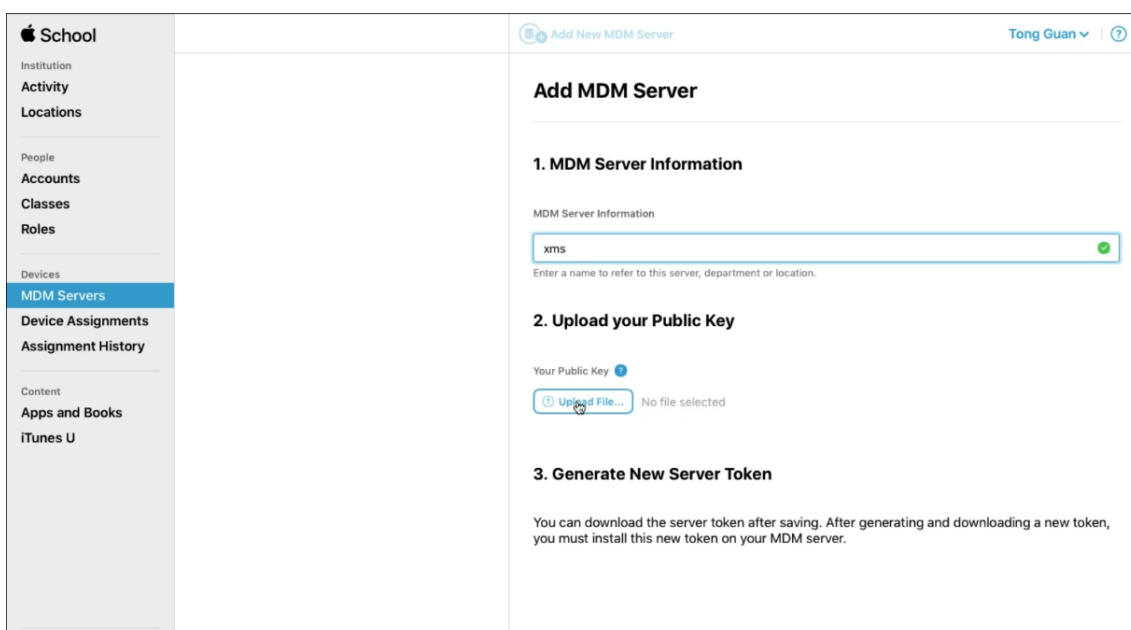 School
Institution
Activity
Locations
People
Accounts
Classes
Roles
Devices
MDM Servers
Device Assignments
Assignment History
Content
Apps and Books
iTunes U
Add New MDM Server
Tong Guan
Add MDM Server
1. MDM Server Information
MDM Server Information
xms
Enter a name to refer to this server, department or location.
2. Upload your Public Key
Your Public Key ?
Upload File... No file selected
3. Generate New Server Token
You can download the server token after saving. After generating and downloading a new token,
you must install this new token on your MDM server.